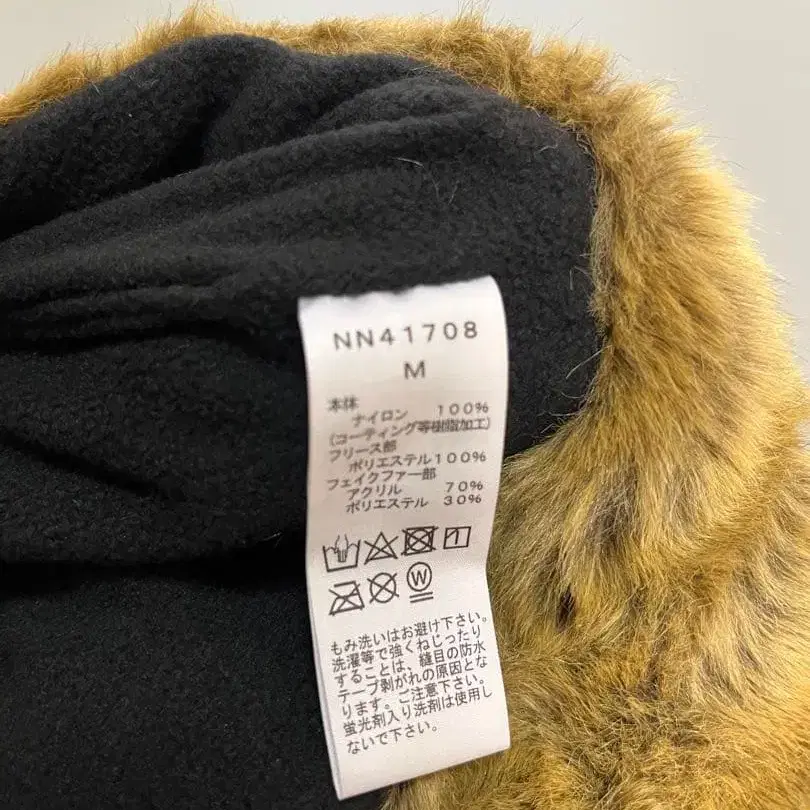 NN41708
M
本体
ナイロン 100%
(コーティング等樹脂加工)
フリース部
ポリエステル100%
フェイクファー部
アクリル 70%
ポリエステル 30%
1
W
もみ洗いはお避け下さい。
洗濯等で強くねじったり
することは、縫目の防水
テープ剥がれの原因とな
ります。ご注意下さい。
蛍光剤入り洗剤は使用し
ないで下さい。